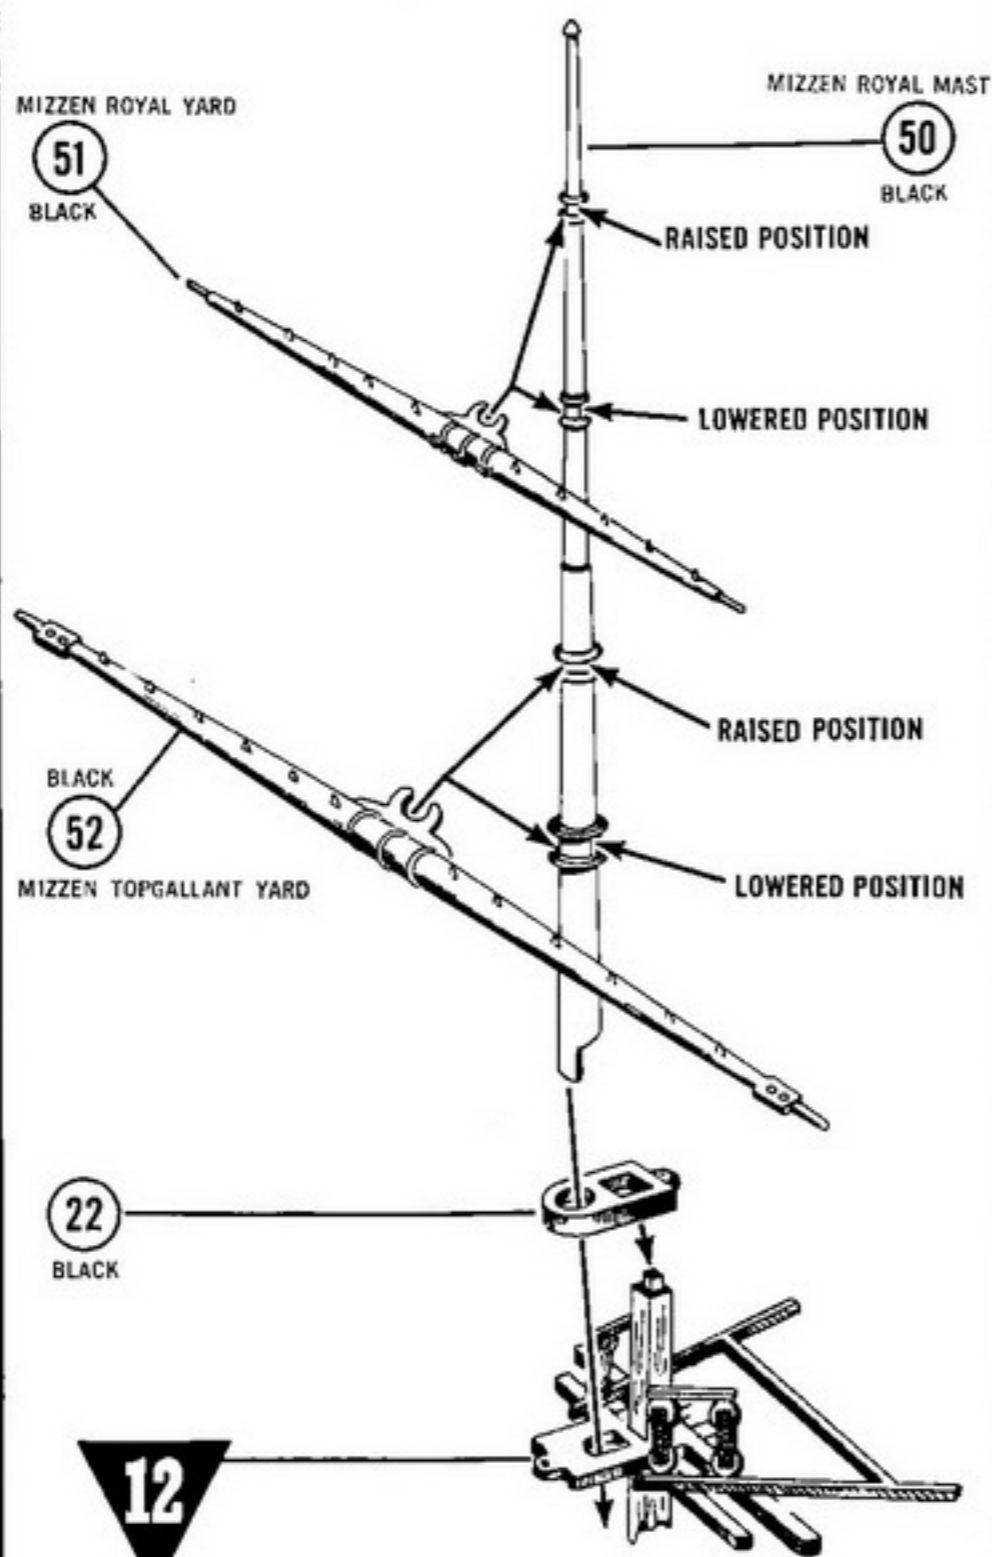 MIZZEN ROYAL YARD
51
BLACK
MIZZEN ROYAL MAST
50
BLACK
RAISED POSITION
LOWERED POSITION
RAISED POSITION
BLACK
52
MIZZEN TOPGALLANT YARD
LOWERED POSITION
22
BLACK
12